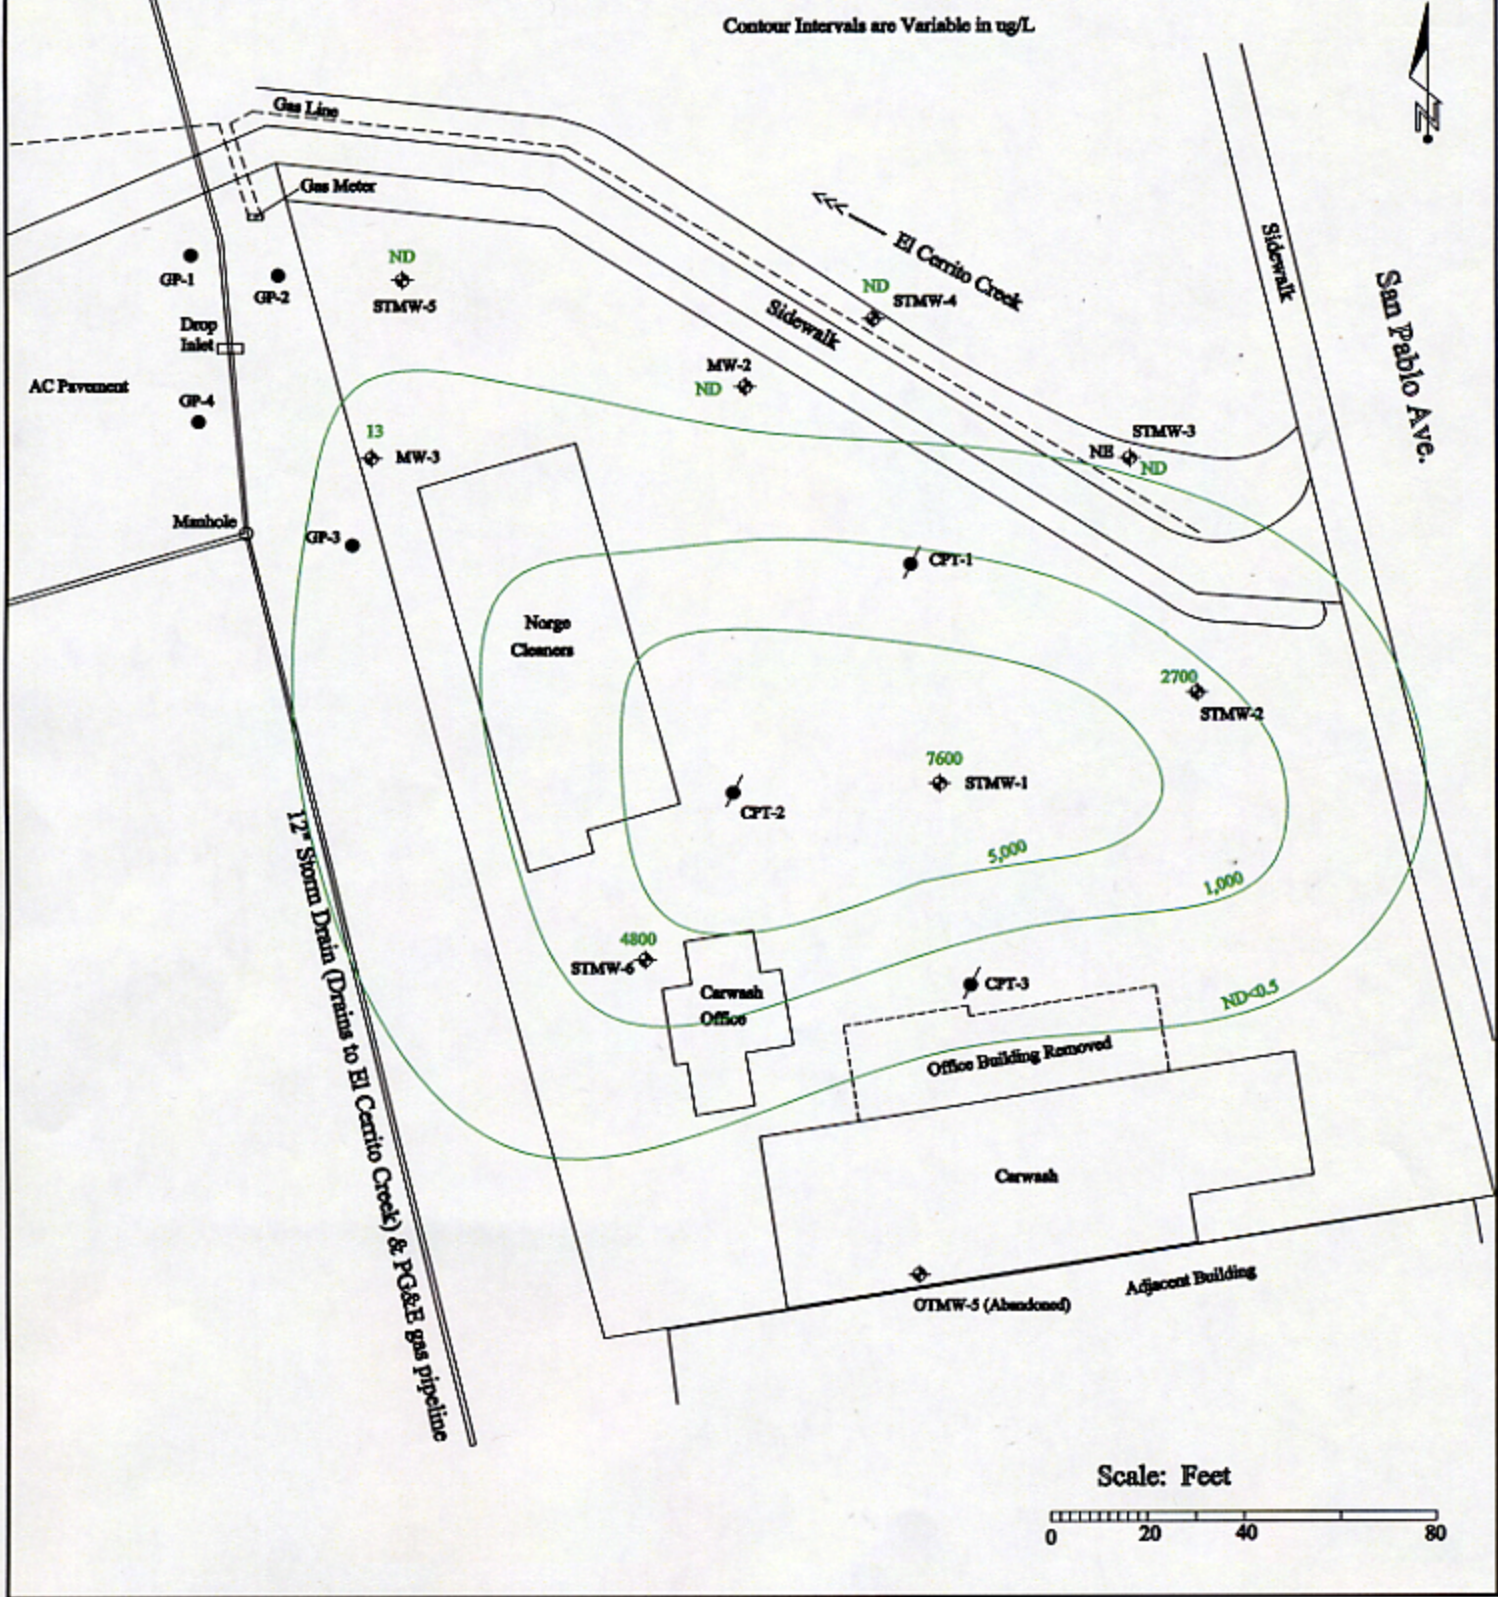 Contour Intervals are Variable in ug/L
Gas Line
Gas Meter
El Cerrito Creek
Sidewalk
San Pablo Ave.
ND
STMW-5
GP-1
GP-2
ND
STMW-4
Sidewalk
Drop
Inlet
MW-2
ND
AC Pavement
GP-4
13
MW-3
STMW-3
NE
ND
Manhole
GP-3
CPT-1
Norge
Cleaners
2700
STMW-2
7600
STMW-1
CPT-2
5,000
1,000
4800
STMW-6
Carwash
Office
CPT-3
ND<0.5
Office Building Removed
12" Storm Drain (Drains to El Cerrito Creek) & PG&E gas pipeline
Carwash
OTMW-5 (Abandoned)
Adjacent Building
Scale: Feet
0 20 40 80